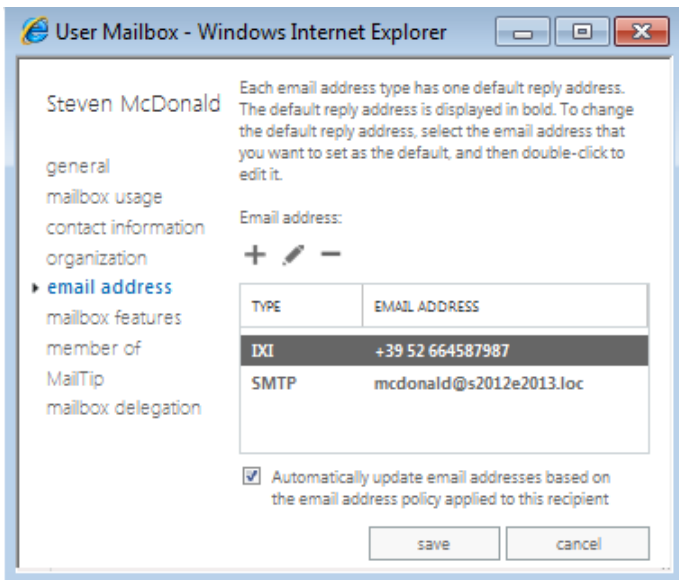 User Mailbox - Windows Internet Explorer
Steven McDonald
general
mailbox usage
contact information
organization
email address
mailbox features
member of
MailTip
mailbox delegation
Each email address type has one default reply address.
The default reply address is displayed in bold. To change
the default reply address, select the email address that
you want to set as the default, and then double-click to
edit it.
Email address:
TYPE EMAIL ADDRESS
IXI +39 52 664587987
SMTP mcdonald@s2012e2013.loc
Automatically update email addresses based on
the email address policy applied to this recipient
save cancel